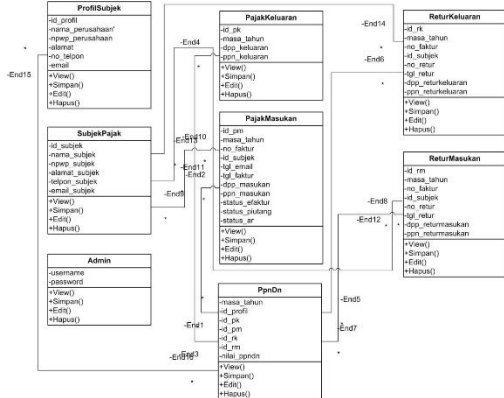 ProfilSubjek
-id_profil
-nama_perusahaan'
-npwp_perusahaan
-alamat
-no_telpon
-email
+View()
+Simpan()
+Edit()
+Hapus()
PajakKeluaran
-id_pk
-masa_tahun
-dpp_keluaran
-ppn_keluaran
+View()
+Simpan()
+Edit()
+Hapus()
ReturKeluaran
-id_rk
-masa_tahun
-no_faktur
-id_subjek
-no_retur
-tgl_retur
-dpp_returkeluaran
-ppn_returkeluaran
+View()
+Simpan()
+Edit()
+Hapus()
-End14
-End4
-End6
-End15
SubjekPajak
-id_subjek
-nama_subjek
-npwp_subjek
-alamat_subjek
-telpon_subjek
-email_subjek
+View()
+Simpan()
+Edit()
+Hapus()
-End10
-End13
-End11
-End2
-End9
PajakMasukan
-id_pm
-masa_tahun
-no_faktur
-id_subjek
-tgl_email
-tgl_faktur
-dpp_masukan
-ppn_masukan
-status_efaktur
-status_piutang
-status_ar
+View()
+Simpan()
+Edit()
+Hapus()
ReturMasukan
-id_rm
-masa_tahun
-no_faktur
-id_subjek
-no_retur
-tgl_retur
-dpp_returmasukan
-ppn_returmasukan
+View()
+Simpan()
+Edit()
+Hapus()
-End8
-End12
Admin
-username
-password
+View()
+Simpan()
+Edit()
+Hapus()
PpnDn
-masa_tahun
-id_profil
-id_pk
-id_pm
-id_rk
-id_rm
-nilai_ppndn
+View()
+Simpan()
+Edit()
+Hapus()
-End5
-End1
-End7
-End3
-End16